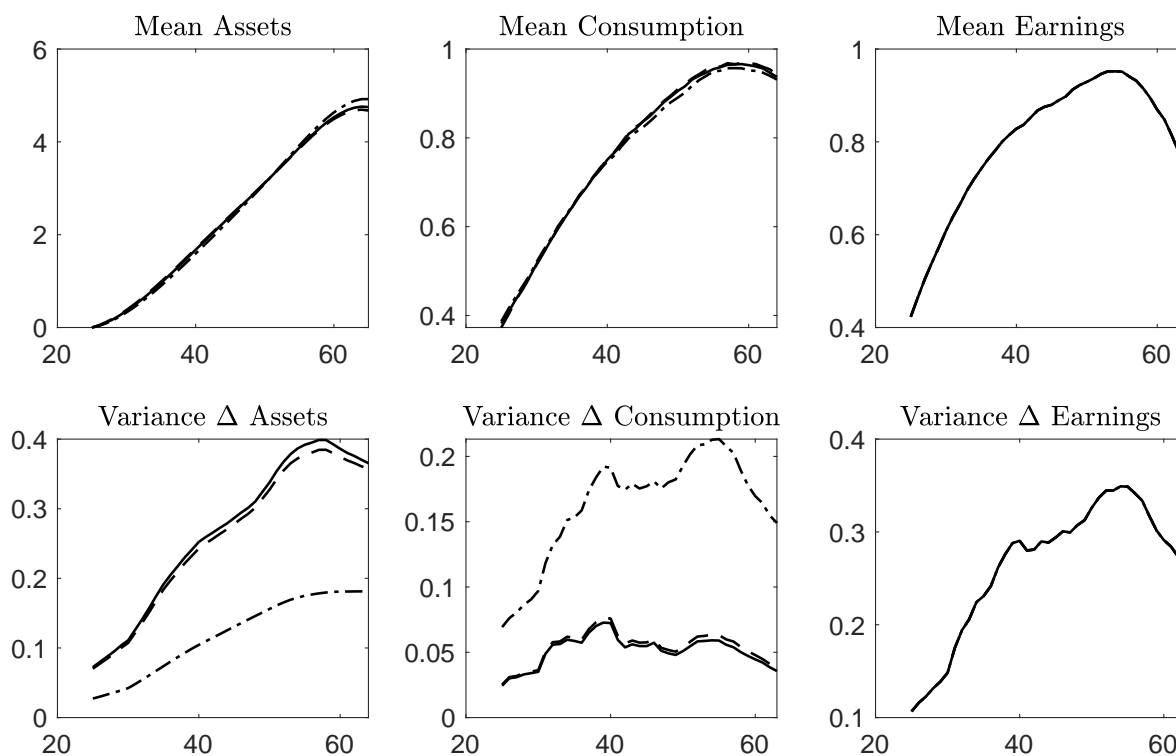 Mean Assets
6
4
2
0
20 40 60
Mean Consumption
1
0.8
0.6
0.4
20 40 60
Mean Earnings
1
0.8
0.6
0.4
20 40 60
Variance Δ Assets
0.4
0.3
0.2
0.1
0
20 40 60
Variance Δ Consumption
0.2
0.15
0.1
0.05
0
20 40 60
Variance Δ Earnings
0.4
0.3
0.2
0.1
20 40 60